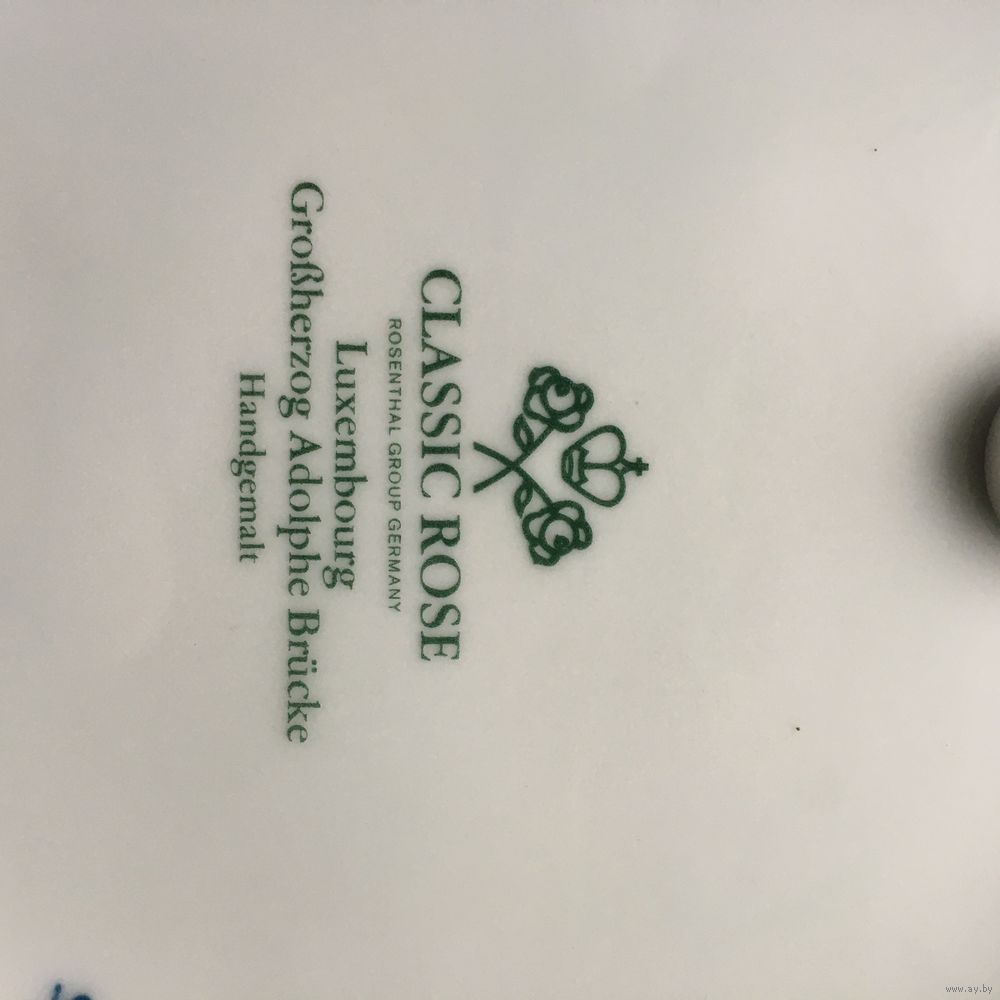 CLASSIC ROSE
ROSENTHAL GROUP GERMANY
Luxembourg
Großherzog Adolphe Brücke
Handgemalt
www.ay.by